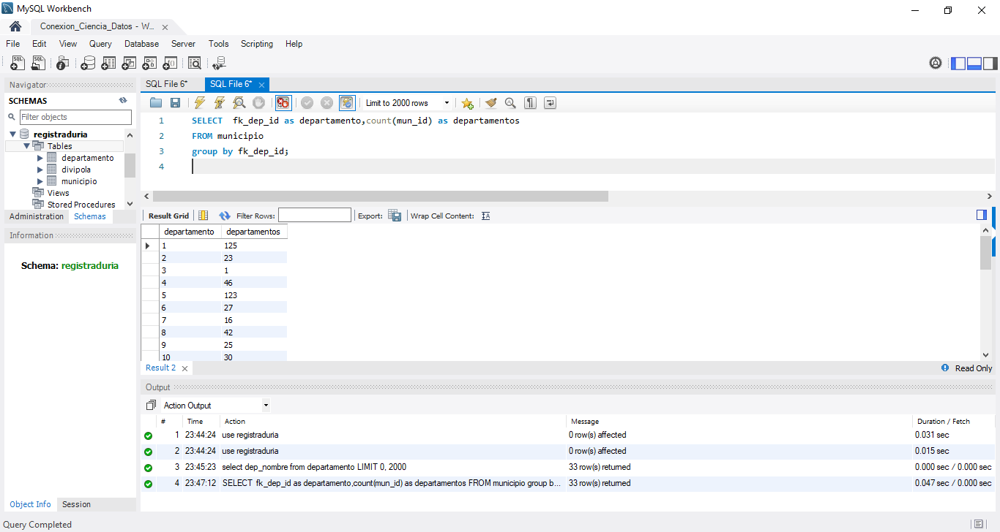 MySQL Workbench
Conexion_Ciencia_Datos - W... x
File Edit View Query Database Server Tools Scripting Help
Navigator
SCHEMAS
Filter objects
registraduria
Tables
departamento
divipola
municipio
Views
Stored Procedures
Administration Schemas
Information
Schema: registraduria
Object Info Session
SQL File 6* SQL File 6* x
Limit to 2000 rows
1 SELECT fk_dep_id as departamento,count(mun_id) as departamentos
2 FROM municipio
3 group by fk_dep_id;
4
Result Grid Filter Rows: Export: Wrap Cell Content:
departamento departamentos
1 125
2 23
3 1
4 46
5 123
6 27
7 16
8 42
9 25
10 30
Result 2 x Read Only
Output
Action Output
# Time Action Message Duration / Fetch
1 23:44:24 use registraduria 0 row(s) affected 0.031 sec
2 23:44:24 use registraduria 0 row(s) affected 0.015 sec
3 23:45:23 select dep_nombre from departamento LIMIT 0, 2000 33 row(s) returned 0.000 sec / 0.000 sec
4 23:47:12 SELECT fk_dep_id as departamento,count(mun_id) as departamentos FROM municipio group b... 33 row(s) returned 0.047 sec / 0.000 sec
Query Completed